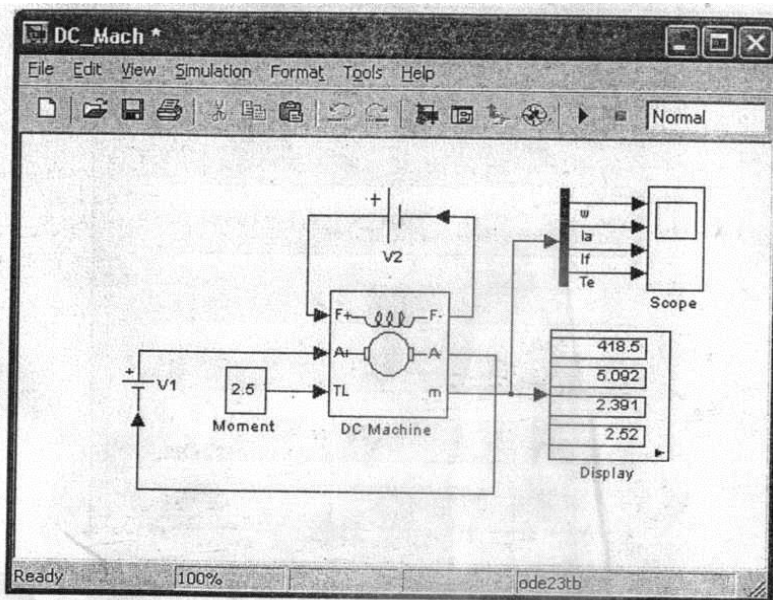 DC_Mach *
File Edit View Simulation Format Tools Help
Normal
+
V2
w
Ia
If
Te
Scope
F+ F-
A+ A-
TL m
DC Machine
+
V1
2.5
Moment
418.5
5.092
2.391
2.52
Display
Ready 100% ode23tb